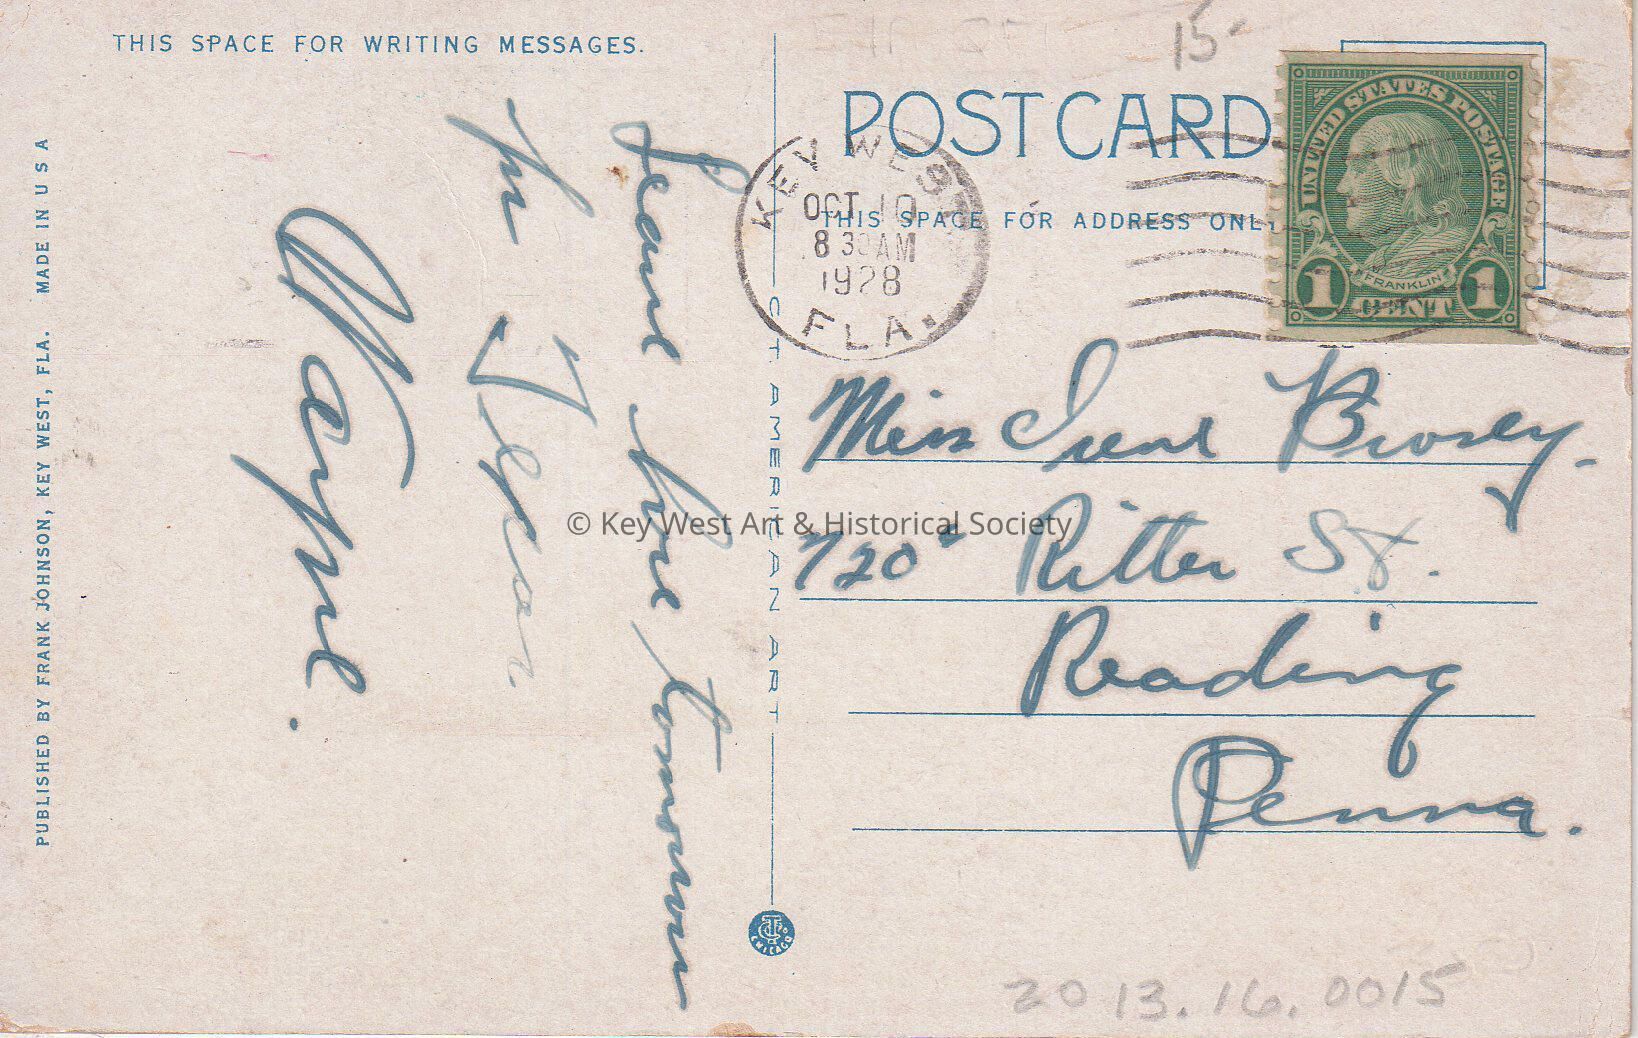 THIS SPACE FOR WRITING MESSAGES.
PUBLISHED BY FRANK JOHNSON, KEY WEST, FLA. MADE IN U S A
Leave here tomorrow
for Texas
Wayne.
C.T. AMERICAN ART
CHICAGO
15-
POST CARD
THIS SPACE FOR ADDRESS ONLY
KEY WEST
OCT 10
8 30 AM
1928
FLA.
UNITED STATES POSTAGE
FRANKLIN
1 CENT 1
Miss Irene Brosey.
720- Ritter St.
Reading
Penna.
© Key West Art & Historical Society
2013.16.0015